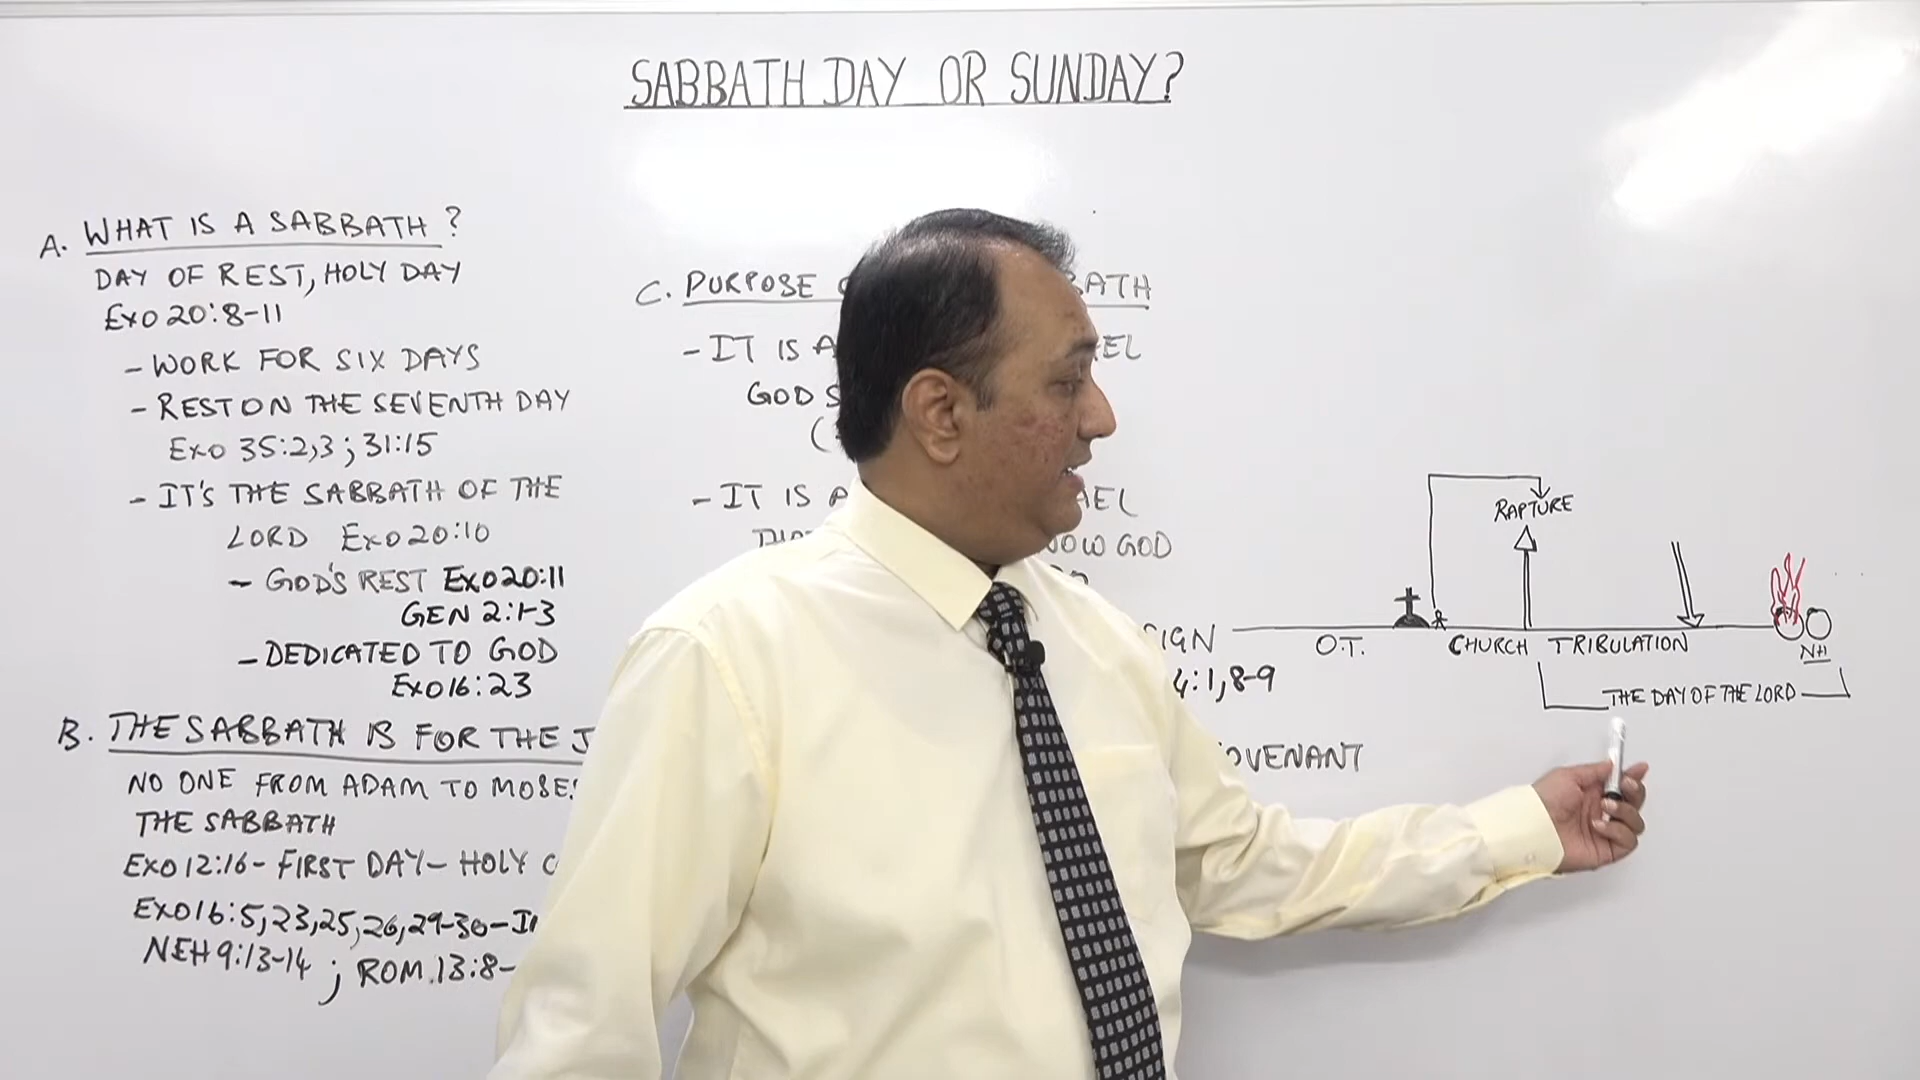 SABBATH DAY OR SUNDAY?
A. WHAT IS A SABBATH?
DAY OF REST, HOLY DAY
EXO 20:8-11
- WORK FOR SIX DAYS
- REST ON THE SEVENTH DAY
EXO 35:2,3 ; 31:15
- IT'S THE SABBATH OF THE
LORD EXO 20:10
- GOD'S REST EXO 20:11
GEN 2:1-3
- DEDICATED TO GOD
EXO 16:23
B. THE SABBATH IS FOR THE J
NO ONE FROM ADAM TO MOSES
THE SABBATH
EXO 12:16 - FIRST DAY - HOLY C
EXO 16:5,23,25,26,29-30 - I
NEH 9:13-14 ; ROM.13:8-
C. PURPOSE BATH
- IT IS A EL
GOD S
(
- IT IS A AEL
NOW GOD
SIGN
4:1,8-9
OVENANT
RAPTURE
O.T. CHURCH TRIBULATION NH
THE DAY OF THE LORD